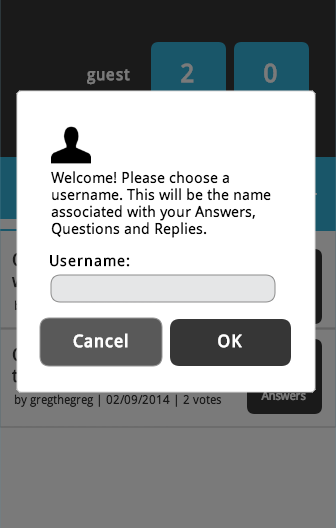 guest 2 0
Welcome! Please choose a
username. This will be the name
associated with your Answers,
Questions and Replies.
Username:
Cancel OK
by gregthegreg | 02/09/2014 | 2 votes
Answers